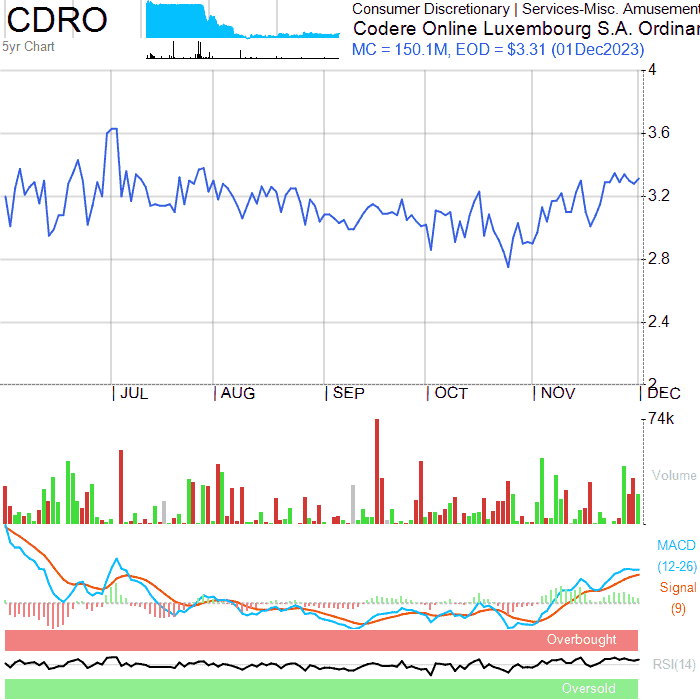 CDRO
5yr Chart
Consumer Discretionary | Services-Misc. Amusement
Codere Online Luxembourg S.A. Ordinar
MC = 150.1M, EOD = $3.31 (01Dec2023)
4
3.6
3.2
2.8
2.4
2
JUL
AUG
SEP
OCT
NOV
DEC
74k
Volume
MACD
(12-26)
Signal
(9)
Overbought
RSI(14)
Oversold